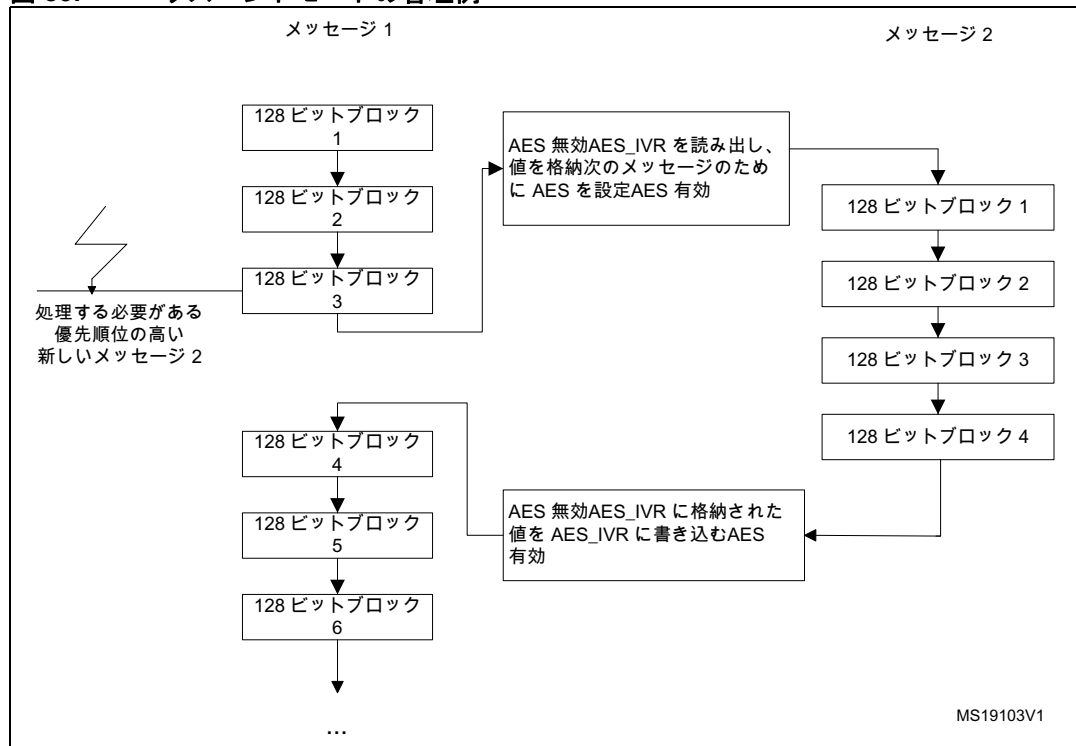 メッセージ 1
メッセージ 2
128 ビットブロック
1
128 ビットブロック
2
128 ビットブロック
3
処理する必要がある
優先順位の高い
新しいメッセージ 2
AES 無効AES_IVR を読み出し、
値を格納次のメッセージのため
に AES を設定AES 有効
128 ビットブロック 1
128 ビットブロック 2
128 ビットブロック 3
128 ビットブロック 4
AES 無効AES_IVR に格納された
値を AES_IVR に書き込むAES
有効
128 ビットブロック
4
128 ビットブロック
5
128 ビットブロック
6
...
MS19103V1